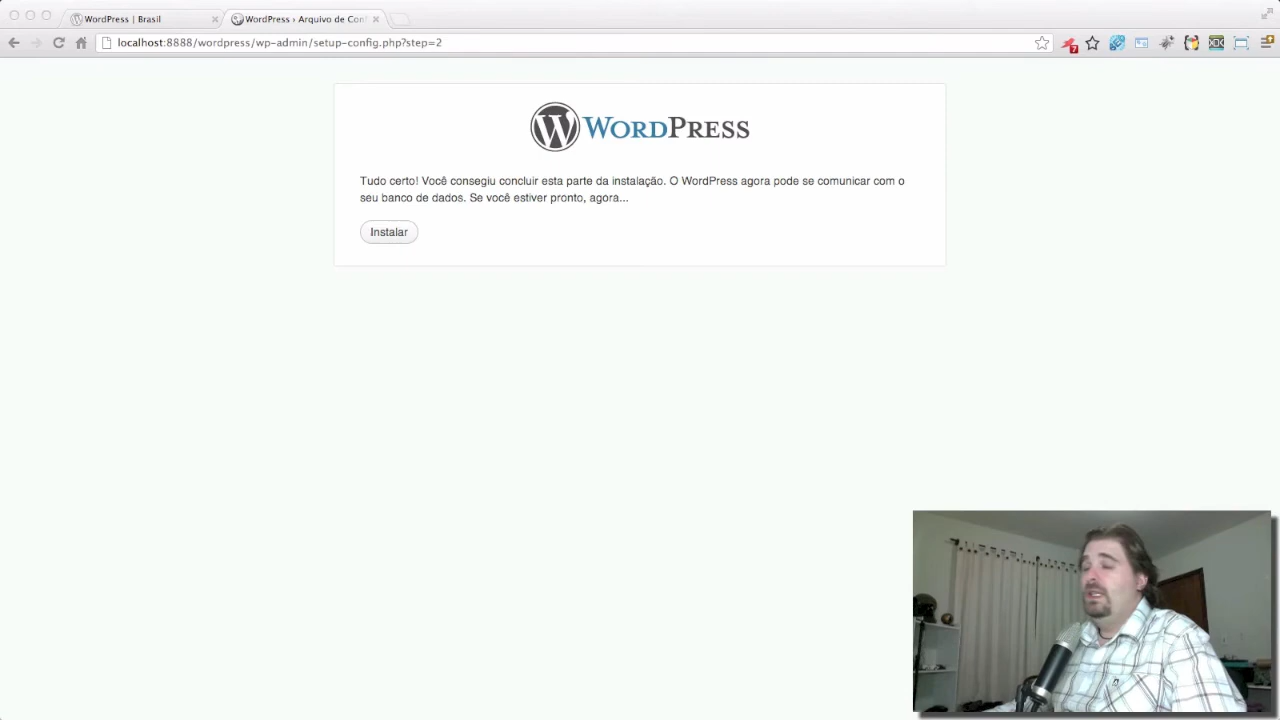 WordPress | Brasil
WordPress › Arquivo de Con
localhost:8888/wordpress/wp-admin/setup-config.php?step=2
7
WORDPRESS
Tudo certo! Você consegiu concluir esta parte da instalação. O WordPress agora pode se comunicar com o
seu banco de dados. Se você estiver pronto, agora...
Instalar